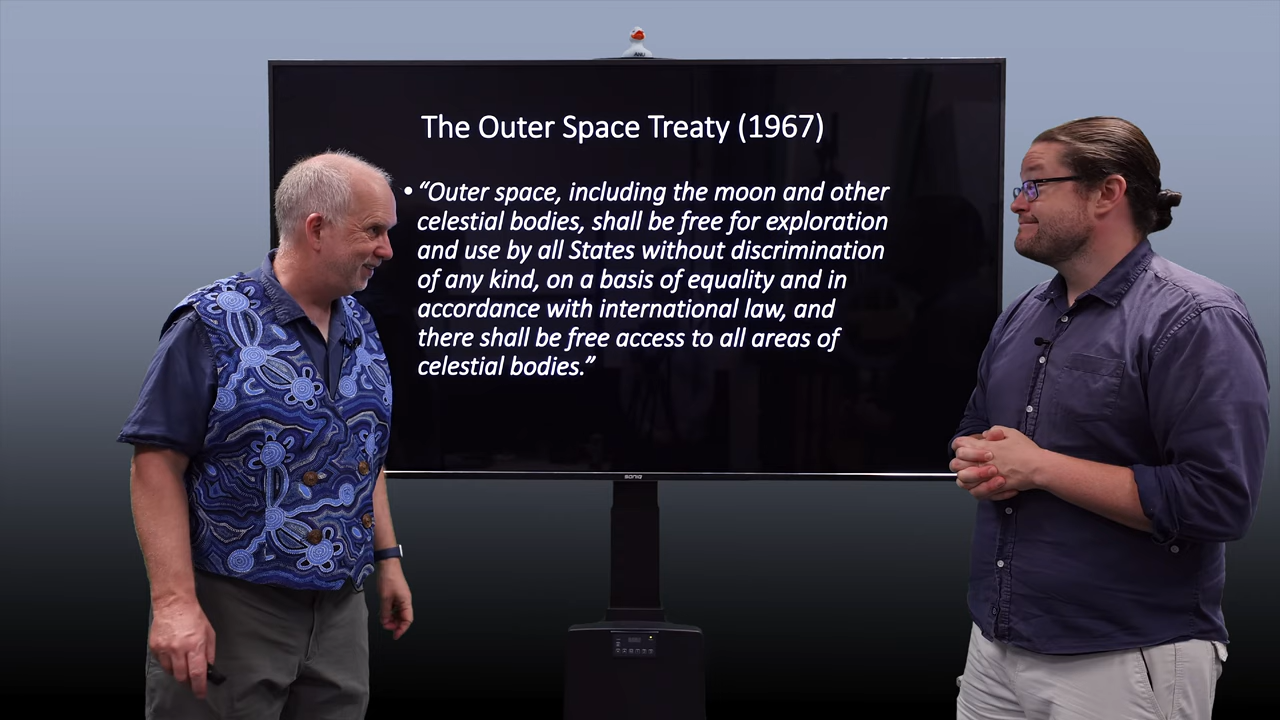 ANU
The Outer Space Treaty (1967)
• “Outer space, including the moon and other
celestial bodies, shall be free for exploration
and use by all States without discrimination
of any kind, on a basis of equality and in
accordance with international law, and
there shall be free access to all areas of
celestial bodies.”
SONIQ